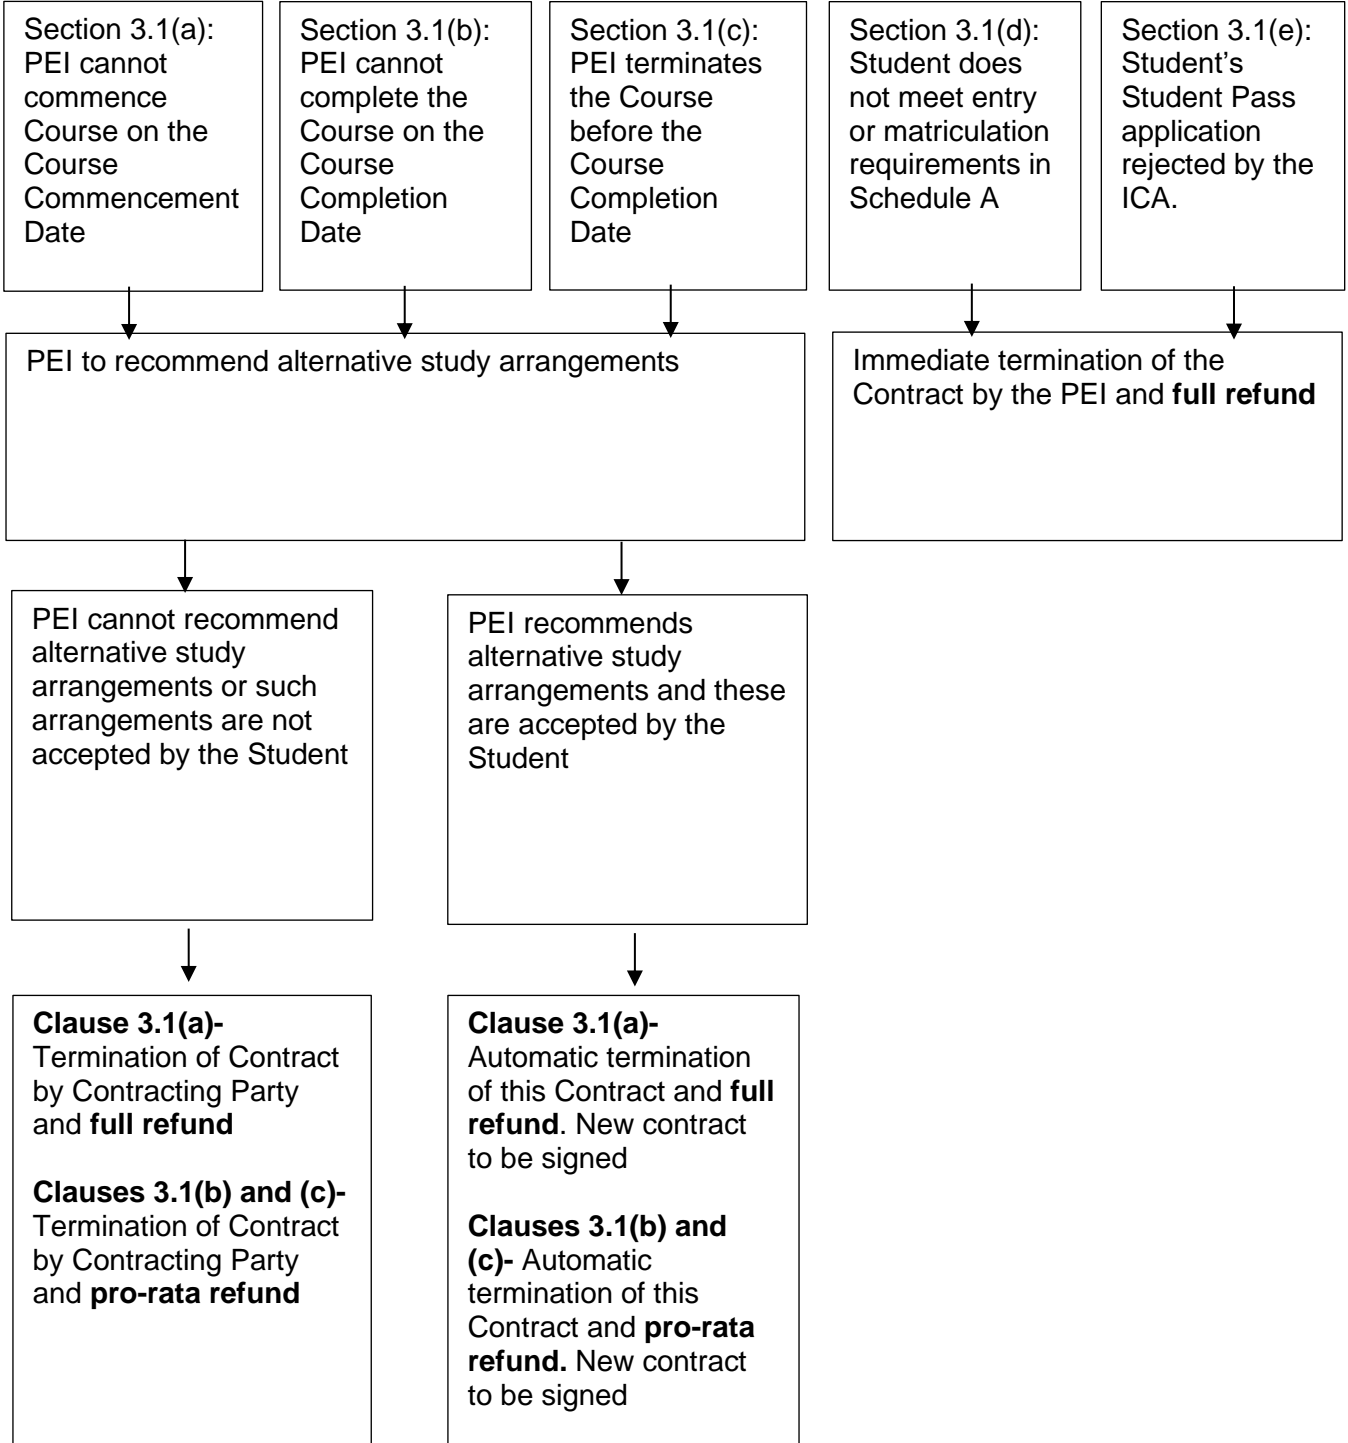 Section 3.1(a):
PEI cannot
commence
Course on the
Course
Commencement
Date
Section 3.1(b):
PEI cannot
complete the
Course on the
Course
Completion
Date
Section 3.1(c):
PEI terminates
the Course
before the
Course
Completion
Date
Section 3.1(d):
Student does
not meet entry
or matriculation
requirements in
Schedule A
Section 3.1(e):
Student’s
Student Pass
application
rejected by the
ICA.
PEI to recommend alternative study arrangements
Immediate termination of the
Contract by the PEI and full refund
PEI cannot recommend
alternative study
arrangements or such
arrangements are not
accepted by the Student
PEI recommends
alternative study
arrangements and these
are accepted by the
Student
Clause 3.1(a)-
Termination of Contract
by Contracting Party
and full refund
Clauses 3.1(b) and (c)-
Termination of Contract
by Contracting Party
and pro-rata refund
Clause 3.1(a)-
Automatic termination
of this Contract and full
refund. New contract
to be signed
Clauses 3.1(b) and
(c)- Automatic
termination of this
Contract and pro-rata
refund. New contract
to be signed